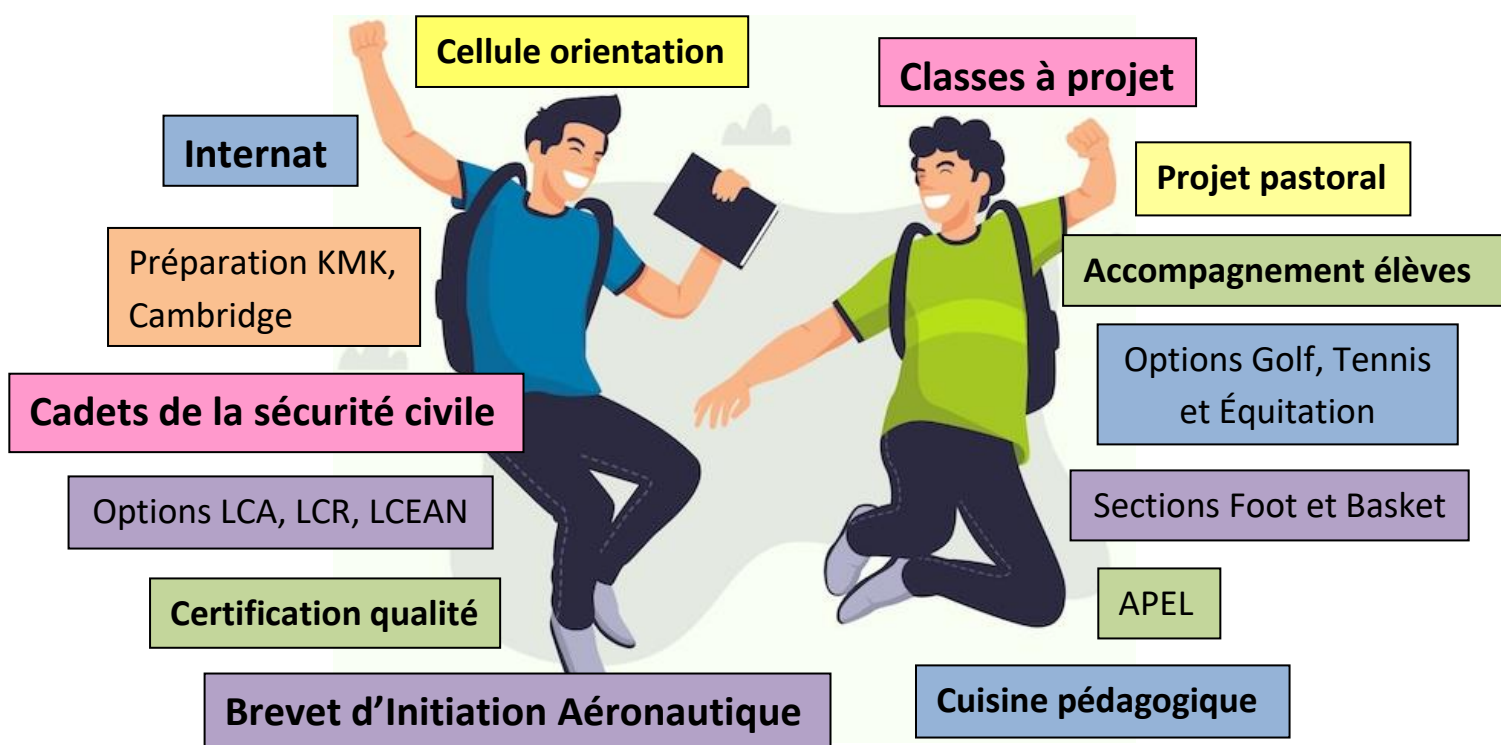 Cellule orientation
Classes à projet
Internat
Projet pastoral
Préparation KMK,
Cambridge
Accompagnement élèves
Options Golf, Tennis
et Équitation
Cadets de la sécurité civile
Options LCA, LCR, LCEAN
Sections Foot et Basket
Certification qualité
APEL
Brevet d’Initiation Aéronautique
Cuisine pédagogique